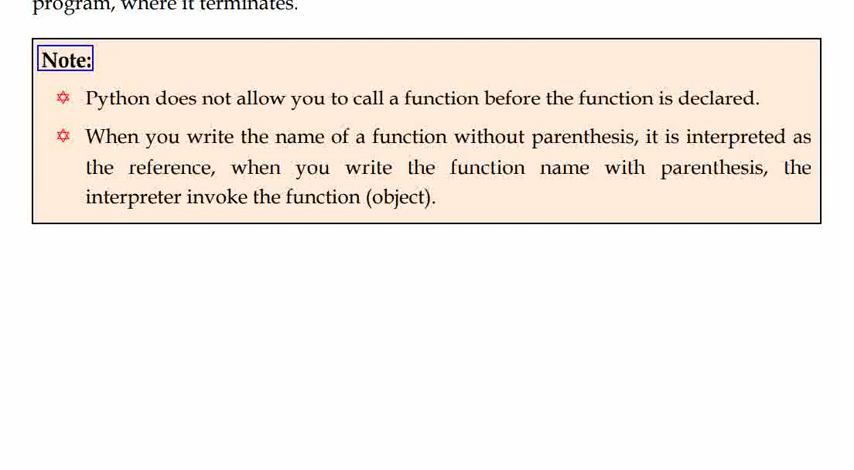 program, where it terminates.
Note:
✡ Python does not allow you to call a function before the function is declared.
✡ When you write the name of a function without parenthesis, it is interpreted as
the reference, when you write the function name with parenthesis, the
interpreter invoke the function (object).